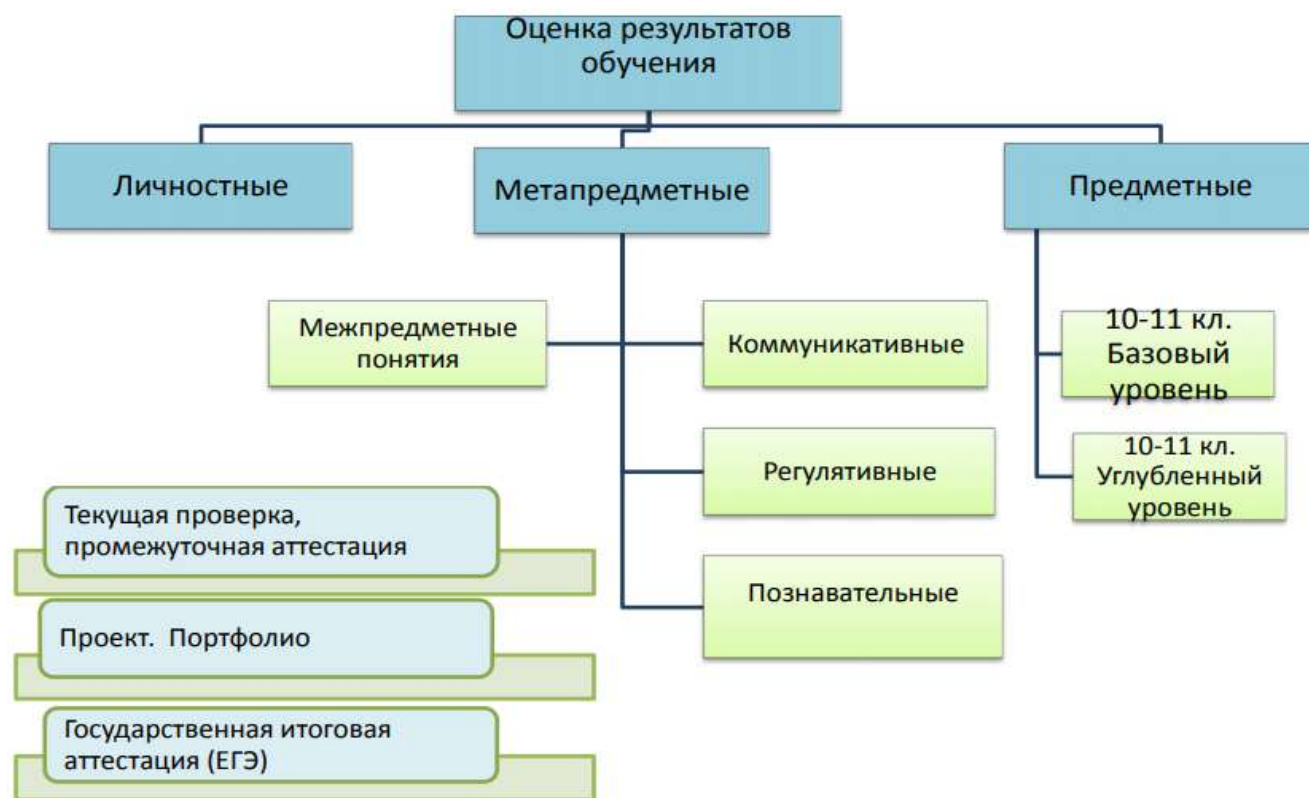 Оценка результатов
обучения
Личностные
Метапредметные
Предметные
Межпредметные
понятия
Коммуникативные
10-11 кл.
Базовый
уровень
Регулятивные
10-11 кл.
Углубленный
уровень
Познавательные
Текущая проверка,
промежуточная аттестация
Проект.  Портфолио
Государственная итоговая
аттестация (ЕГЭ)